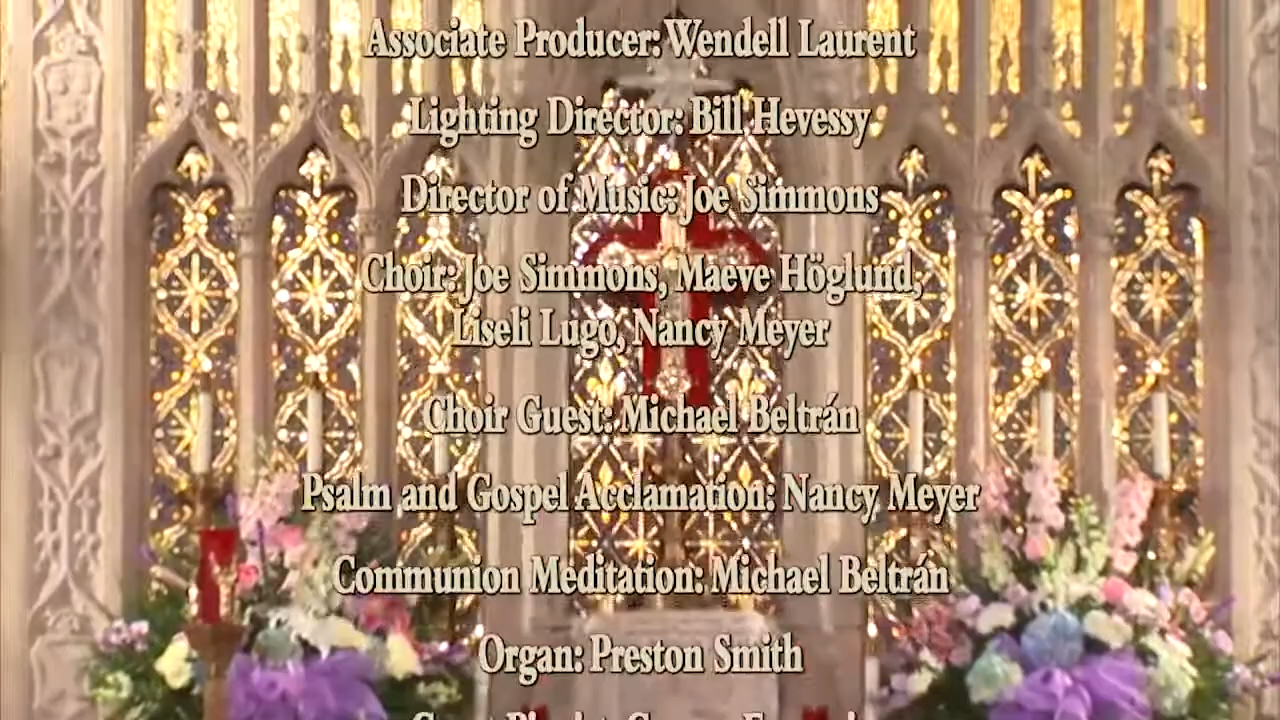 Associate Producer: Wendell Laurent
Lighting Director: Bill Hevessy
Director of Music: Joe Simmons
Choir: Joe Simmons, Maeve Höglund,
Liseli Lugo, Nancy Meyer
Choir Guest: Michael Beltrán
Psalm and Gospel Acclamation: Nancy Meyer
Communion Meditation: Michael Beltrán
Organ: Preston Smith